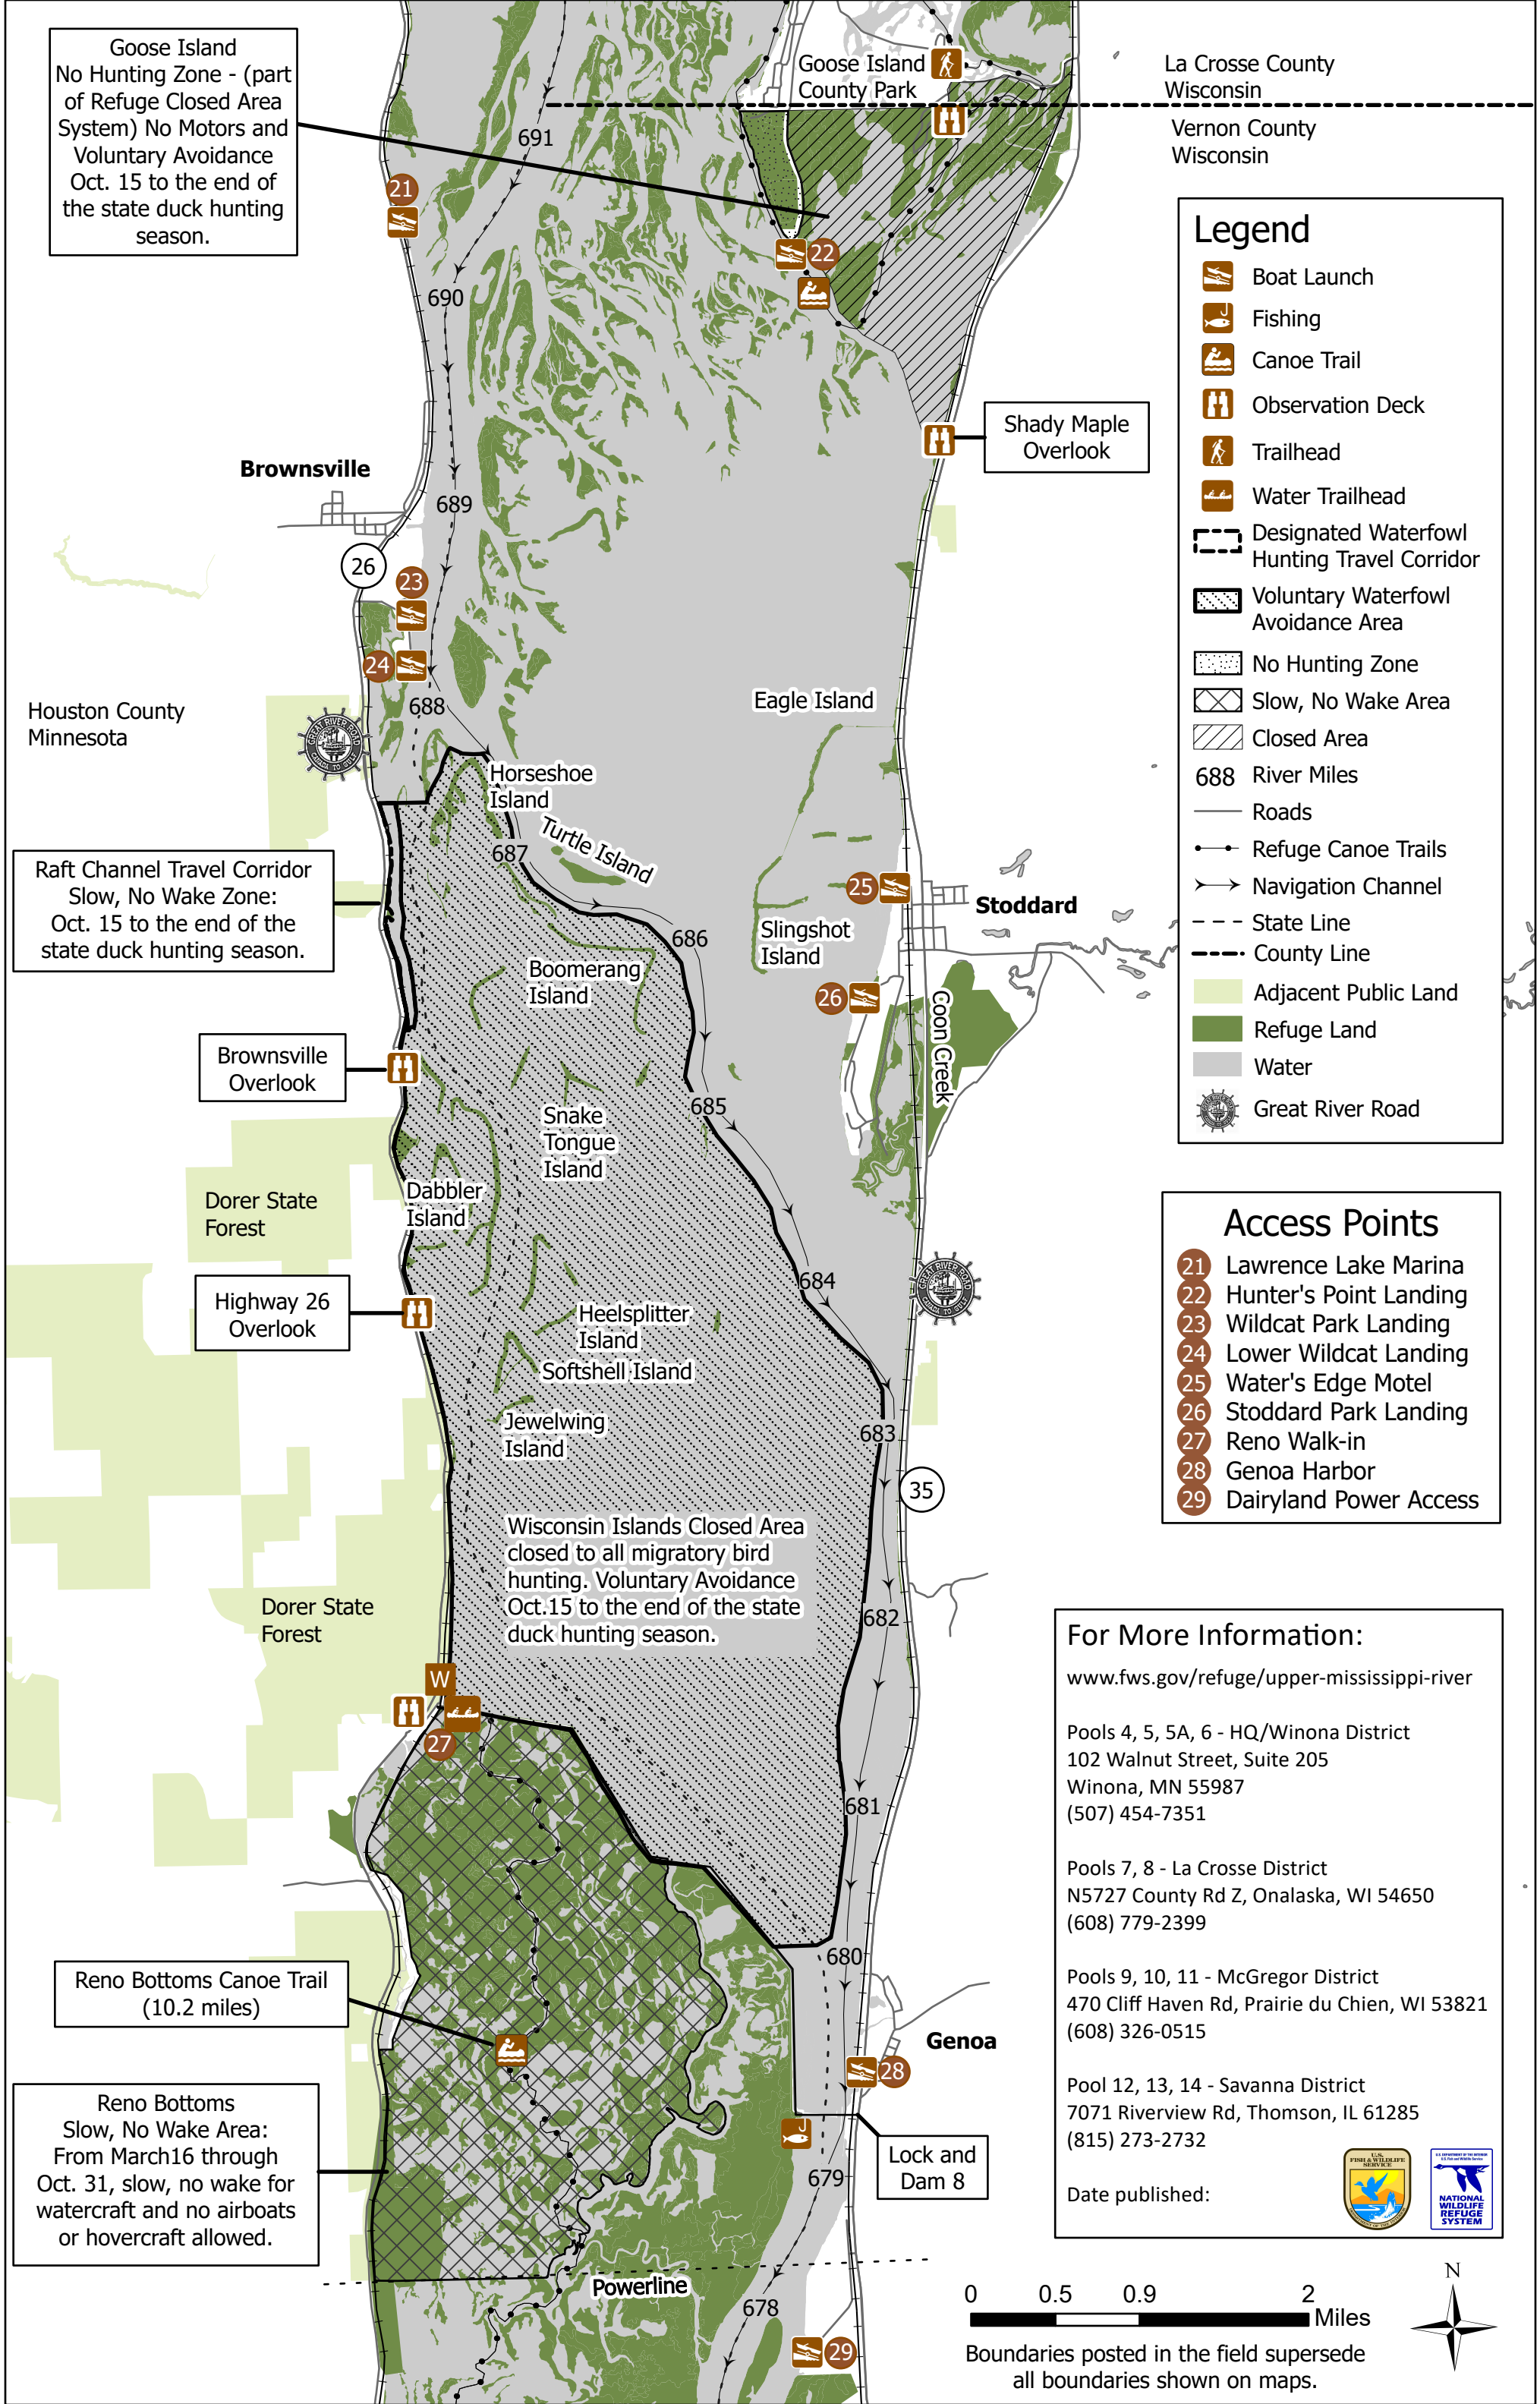 Goose Island
No Hunting Zone - (part
of Refuge Closed Area
System) No Motors and
Voluntary Avoidance
Oct. 15 to the end of
the state duck hunting
season.
Goose Island
County Park
La Crosse County
Wisconsin
Vernon County
Wisconsin
691
21
22
690
Shady Maple
Overlook
Brownsville
689
26
23
24
688
Houston County
Minnesota
GREAT RIVER ROAD
Eagle Island
Horseshoe
Island
Turtle Island
687
Raft Channel Travel Corridor
Slow, No Wake Zone:
Oct. 15 to the end of the
state duck hunting season.
25
Stoddard
686
Slingshot
Island
Boomerang
Island
26
Coon Creek
Brownsville
Overlook
685
Snake
Tongue
Island
Dabbler
Island
Dorer State
Forest
684
GREAT RIVER ROAD
Highway 26
Overlook
Heelsplitter
Island
Softshell Island
Jewelwing
Island
683
35
Wisconsin Islands Closed Area
closed to all migratory bird
hunting. Voluntary Avoidance
Oct.15 to the end of the state
duck hunting season.
682
Dorer State
Forest
W
27
681
680
Reno Bottoms Canoe Trail
(10.2 miles)
Genoa
28
Reno Bottoms
Slow, No Wake Area:
From March16 through
Oct. 31, slow, no wake for
watercraft and no airboats
or hovercraft allowed.
Lock and
Dam 8
679
Powerline
678
29
Legend
Boat Launch
Fishing
Canoe Trail
Observation Deck
Trailhead
Water Trailhead
Designated Waterfowl
Hunting Travel Corridor
Voluntary Waterfowl
Avoidance Area
No Hunting Zone
Slow, No Wake Area
Closed Area
688 River Miles
Roads
Refuge Canoe Trails
Navigation Channel
State Line
County Line
Adjacent Public Land
Refuge Land
Water
Great River Road
Access Points
21 Lawrence Lake Marina
22 Hunter's Point Landing
23 Wildcat Park Landing
24 Lower Wildcat Landing
25 Water's Edge Motel
26 Stoddard Park Landing
27 Reno Walk-in
28 Genoa Harbor
29 Dairyland Power Access
For More Information:
www.fws.gov/refuge/upper-mississippi-river
Pools 4, 5, 5A, 6 - HQ/Winona District
102 Walnut Street, Suite 205
Winona, MN 55987
(507) 454-7351
Pools 7, 8 - La Crosse District
N5727 County Rd Z, Onalaska, WI 54650
(608) 779-2399
Pools 9, 10, 11 - McGregor District
470 Cliff Haven Rd, Prairie du Chien, WI 53821
(608) 326-0515
Pool 12, 13, 14 - Savanna District
7071 Riverview Rd, Thomson, IL 61285
(815) 273-2732
Date published:
U.S.
FISH & WILDLIFE
SERVICE
NATIONAL
WILDLIFE
REFUGE
SYSTEM
0 0.5 0.9 2
Miles
N
Boundaries posted in the field supersede
all boundaries shown on maps.